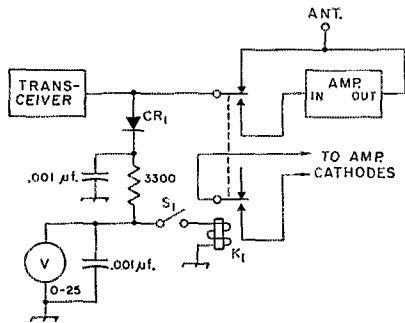 ANT.
TRANS-
CEIVER
AMP.
IN OUT
CR1
.001 µf.
3300
TO AMP.
CATHODES
S1
K1
V
.001µf.
0-25